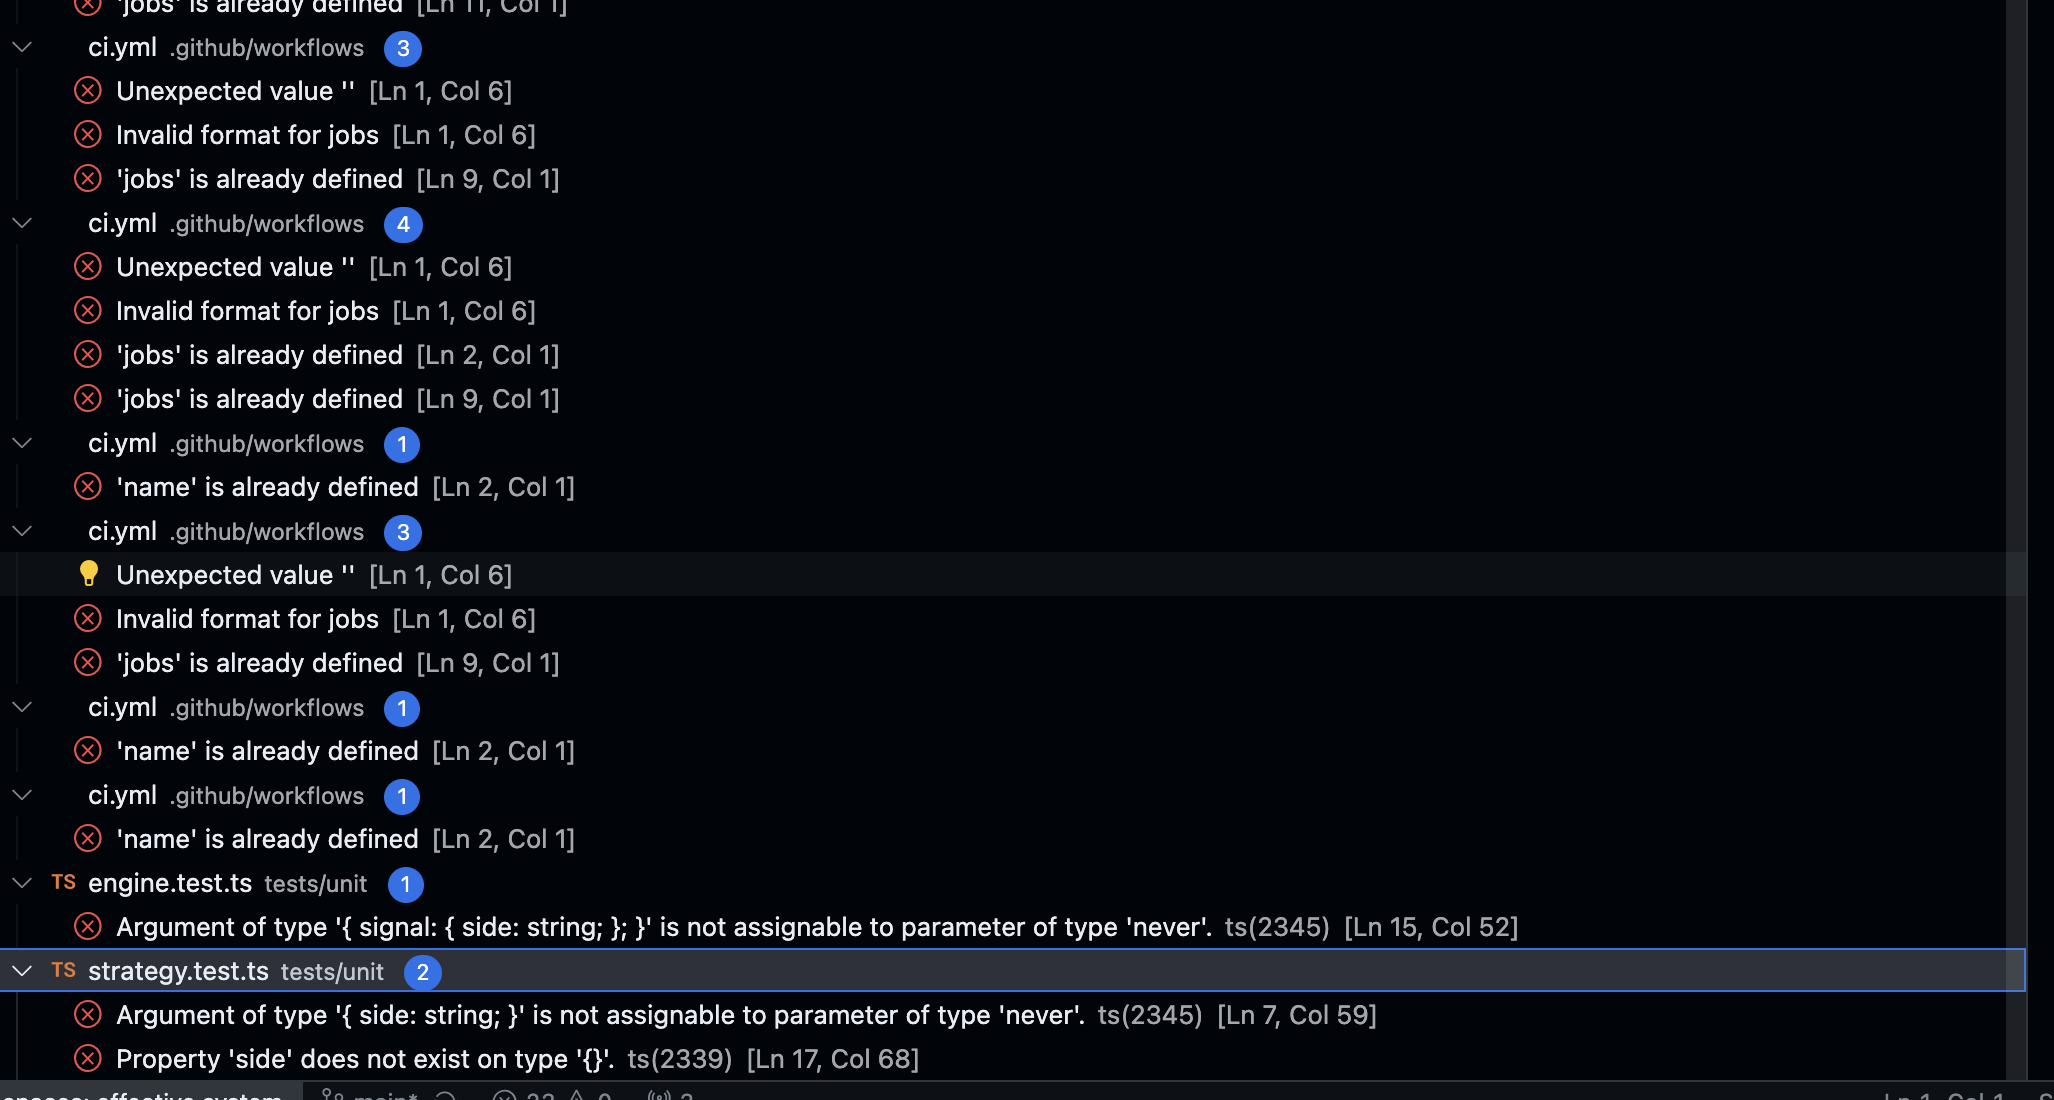 'jobs' is already defined [Ln 11, Col 1]
ci.yml .github/workflows 3
Unexpected value '' [Ln 1, Col 6]
Invalid format for jobs [Ln 1, Col 6]
'jobs' is already defined [Ln 9, Col 1]
ci.yml .github/workflows 4
Unexpected value '' [Ln 1, Col 6]
Invalid format for jobs [Ln 1, Col 6]
'jobs' is already defined [Ln 2, Col 1]
'jobs' is already defined [Ln 9, Col 1]
ci.yml .github/workflows 1
'name' is already defined [Ln 2, Col 1]
ci.yml .github/workflows 3
Unexpected value '' [Ln 1, Col 6]
Invalid format for jobs [Ln 1, Col 6]
'jobs' is already defined [Ln 9, Col 1]
ci.yml .github/workflows 1
'name' is already defined [Ln 2, Col 1]
ci.yml .github/workflows 1
'name' is already defined [Ln 2, Col 1]
TS engine.test.ts tests/unit 1
Argument of type '{ signal: { side: string; }; }' is not assignable to parameter of type 'never'. ts(2345) [Ln 15, Col 52]
TS strategy.test.ts tests/unit 2
Argument of type '{ side: string; }' is not assignable to parameter of type 'never'. ts(2345) [Ln 7, Col 59]
Property 'side' does not exist on type '{}'. ts(2339) [Ln 17, Col 68]
main* 0 Ln 1, Col 1